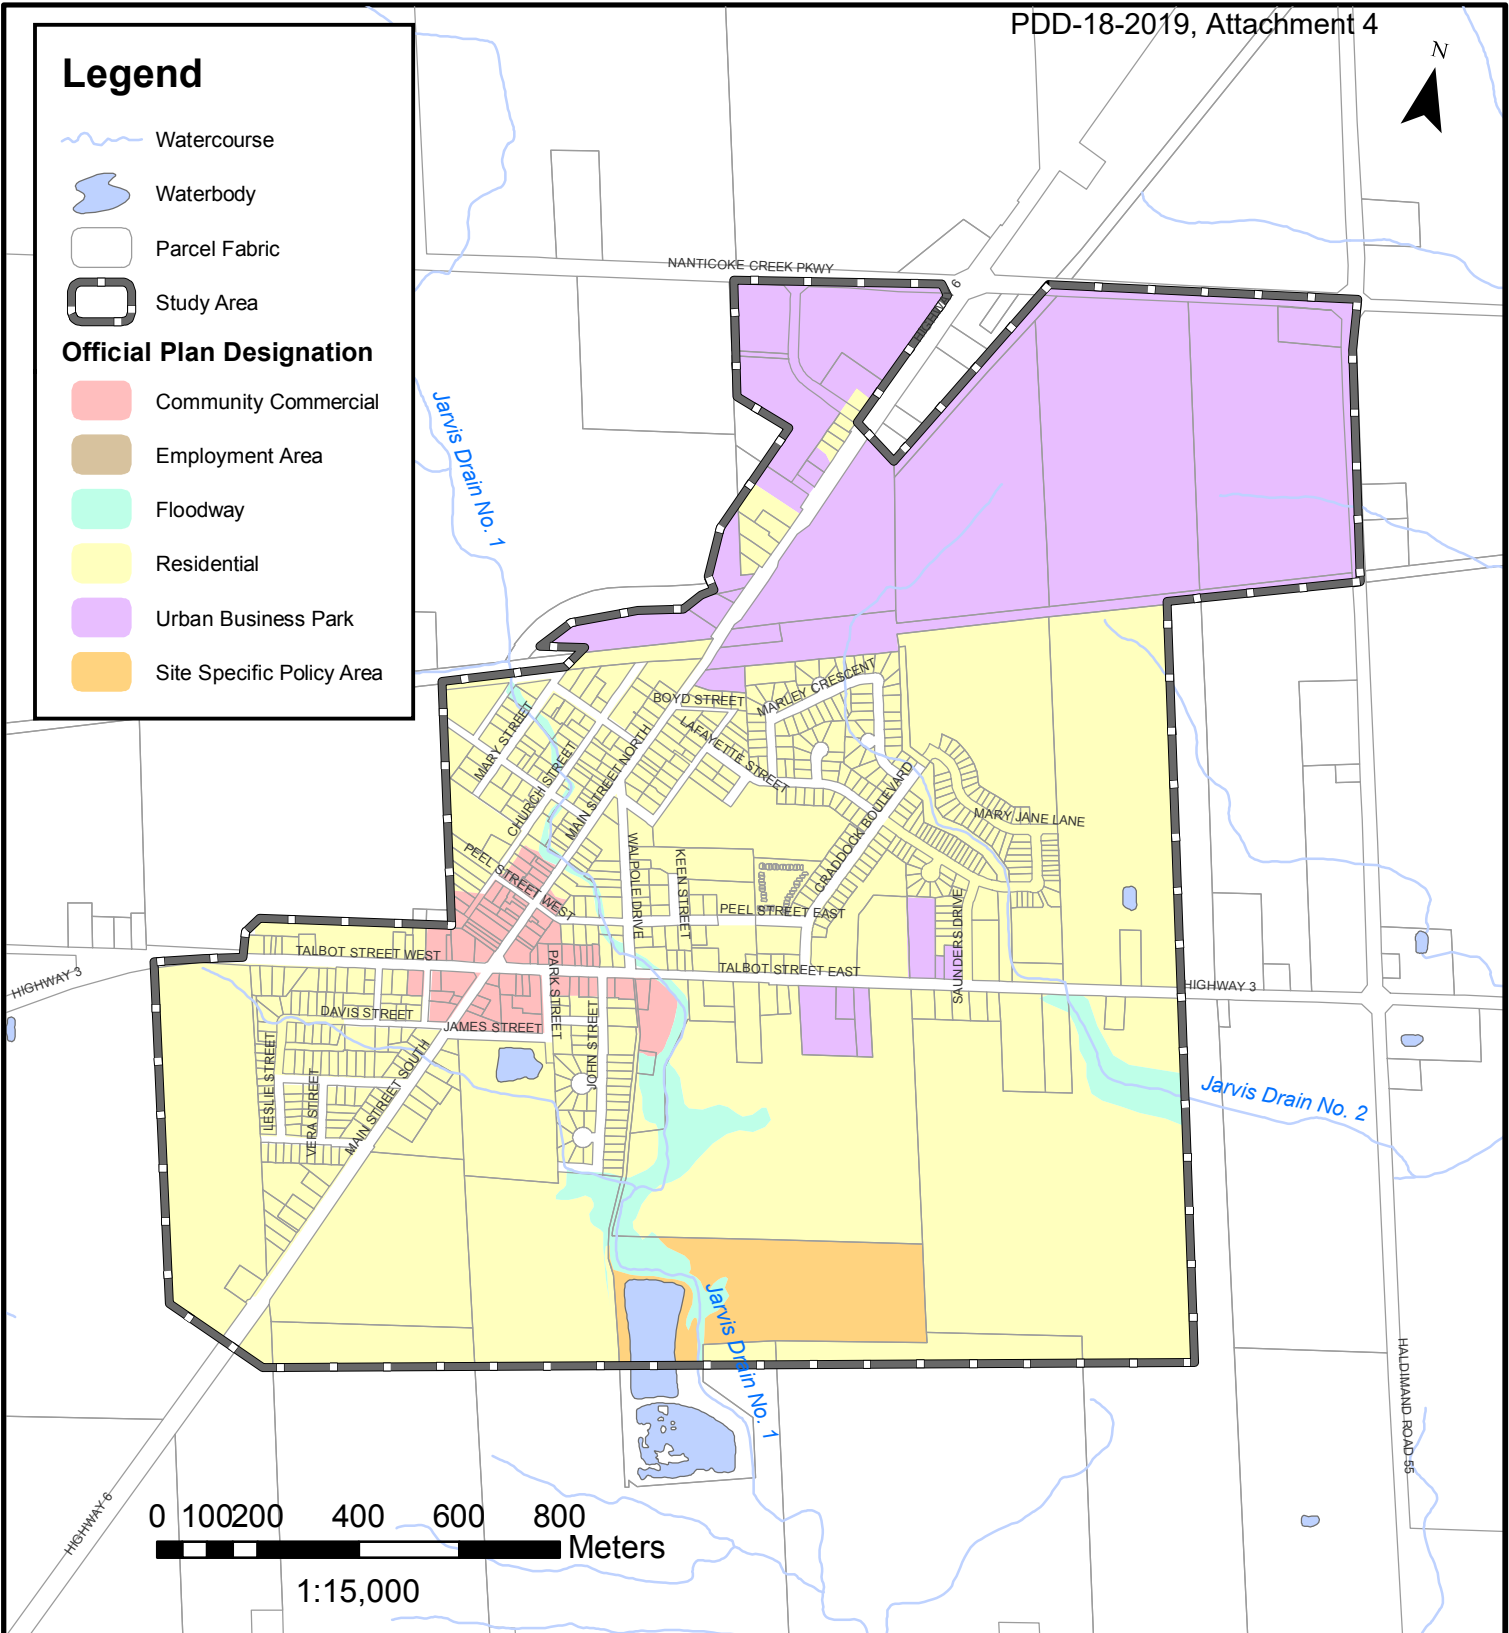 PDD-18-2019, Attachment 4
N
Legend
Watercourse
Waterbody
Parcel Fabric
Study Area
Official Plan Designation
Community Commercial
Employment Area
Floodway
Residential
Urban Business Park
Site Specific Policy Area
NANTICOKE CREEK PKWY
HIGHWAY 6
Jarvis Drain No. 1
BOYD STREET
MARLEY CRESCENT
LAFAYETTE STREET
MARY STREET
CHURCH STREET
MAIN STREET NORTH
CRADDOCK BOULEVARD
MARY JANE LANE
PEEL STREET WEST
WALPOLE DRIVE
KEEN STREET
PEEL STREET EAST
SAUNDERS DRIVE
TALBOT STREET WEST
PARK STREET
TALBOT STREET EAST
HIGHWAY 3
HIGHWAY 3
DAVIS STREET
JAMES STREET
JOHN STREET
LESLIE STREET
VERA STREET
MAIN STREET SOUTH
Jarvis Drain No. 2
Jarvis Drain No. 1
HALDIMAND ROAD 55
HIGHWAY 6
0 100 200 400 600 800
Meters
1:15,000